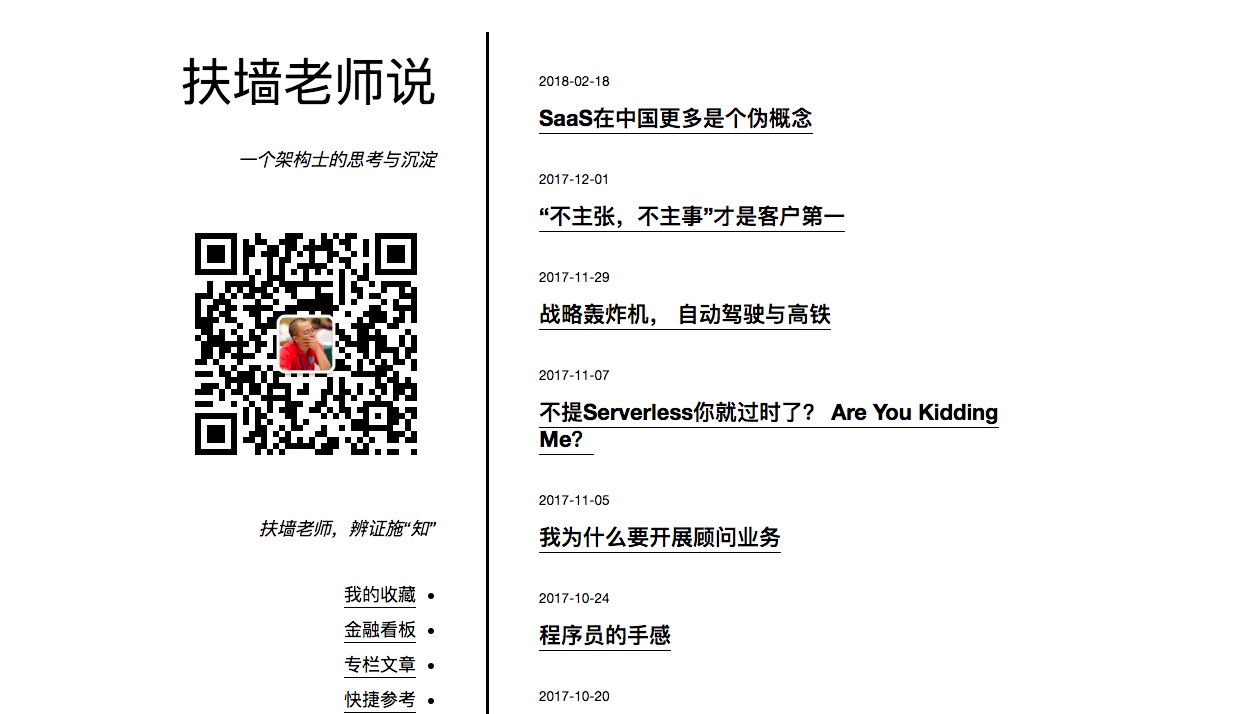 扶墙老师说
一个架构士的思考与沉淀
扶墙老师，辨证施“知”
我的收藏
金融看板
专栏文章
快捷参考
2018-02-18
SaaS在中国更多是个伪概念
2017-12-01
“不主张，不主事”才是客户第一
2017-11-29
战略轰炸机， 自动驾驶与高铁
2017-11-07
不提Serverless你就过时了？ Are You Kidding
Me？
2017-11-05
我为什么要开展顾问业务
2017-10-24
程序员的手感
2017-10-20